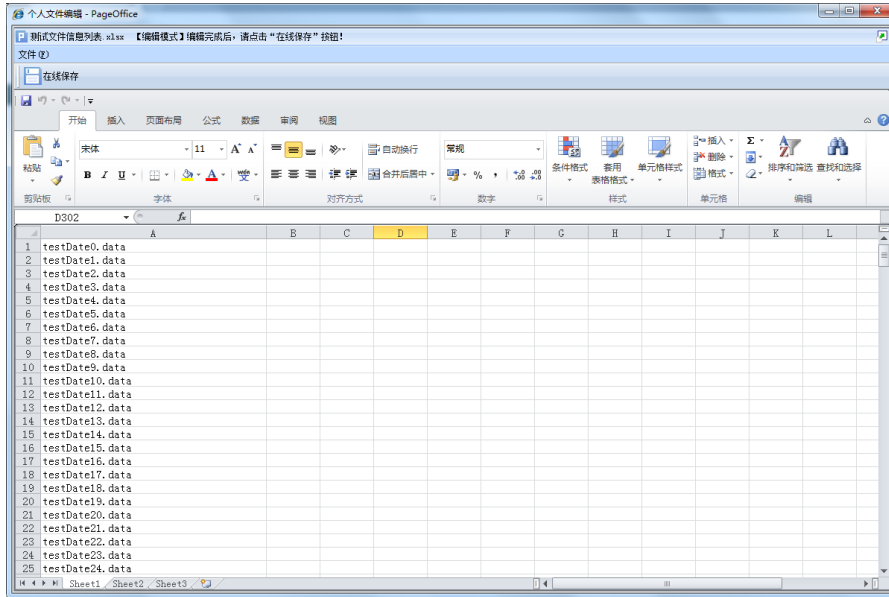 个人文件编辑 - PageOffice
测试文件信息列表.xlsx 【编辑模式】编辑完成后，请点击“在线保存”按钮！
文件(F)
在线保存
开始 插入 页面布局 公式 数据 审阅 视图
宋体 11 A A 自动换行 常规 插入 Σ
粘贴 B I U A wén 变 合并后居中 % , 条件格式 套用 表格格式 单元格样式 删除 格式 排序和筛选 查找和选择
剪贴板 字体 对齐方式 数字 样式 单元格 编辑
D302 fx
A B C D E F G H I J K L
1 testDate0.data
2 testDate1.data
3 testDate2.data
4 testDate3.data
5 testDate4.data
6 testDate5.data
7 testDate6.data
8 testDate7.data
9 testDate8.data
10 testDate9.data
11 testDate10.data
12 testDate11.data
13 testDate12.data
14 testDate13.data
15 testDate14.data
16 testDate15.data
17 testDate16.data
18 testDate17.data
19 testDate18.data
20 testDate19.data
21 testDate20.data
22 testDate21.data
23 testDate22.data
24 testDate23.data
25 testDate24.data
Sheet1 Sheet2 Sheet3